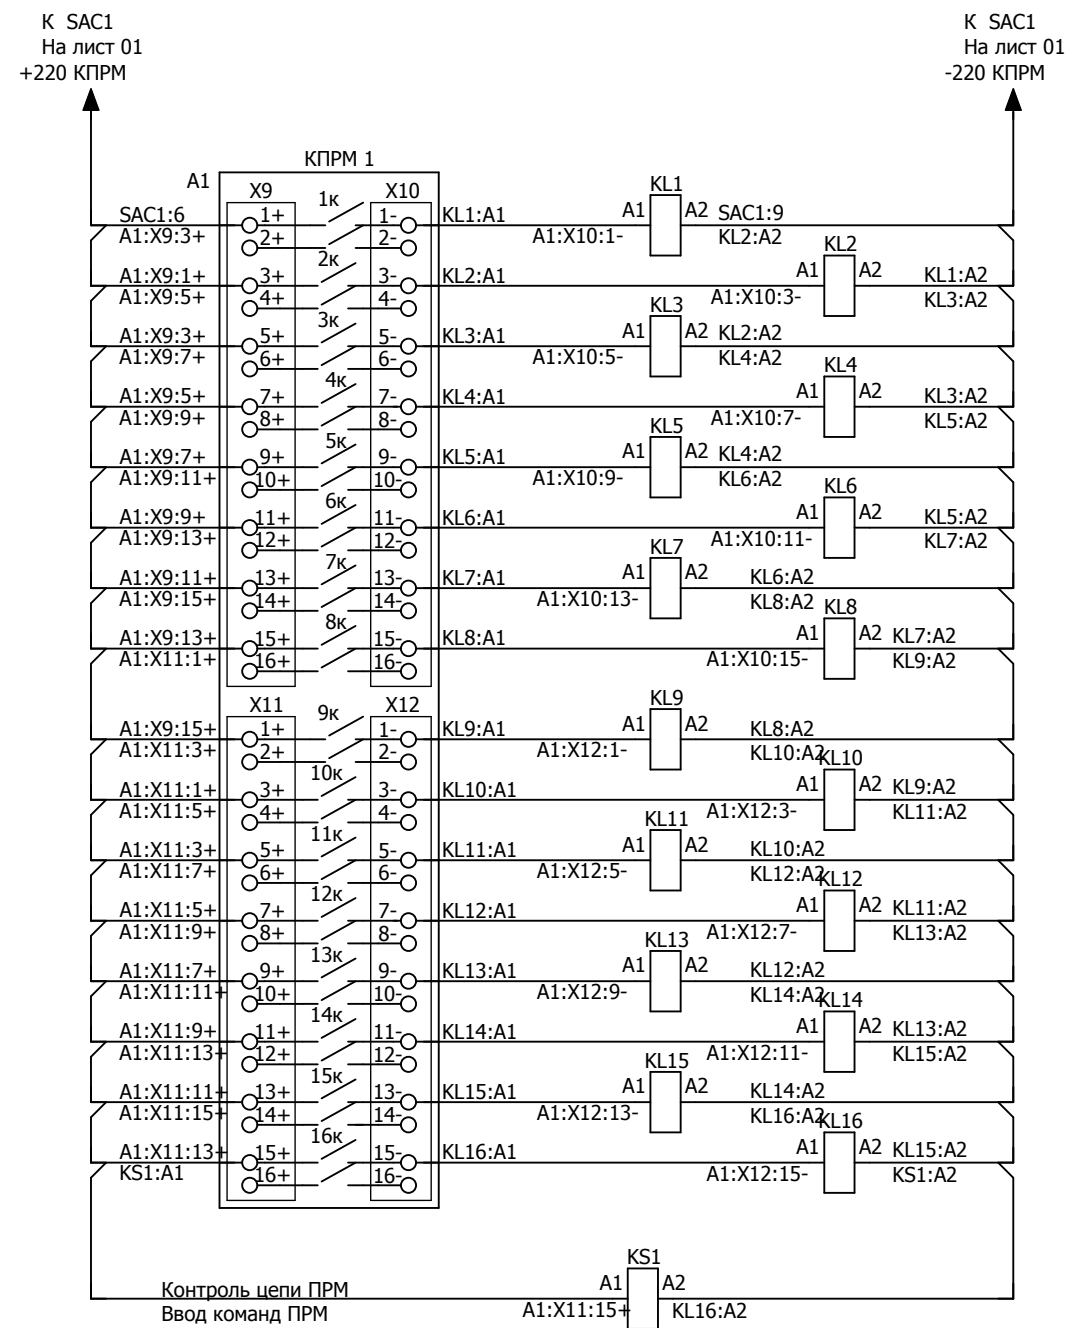 К SAC1
На лист 01
+220 КПРМ
К SAC1
На лист 01
-220 КПРМ
КПРМ 1
A1
X9 1к X10
KL1
SAC1:6 1+ 1- KL1:A1 A1 A2 SAC1:9
A1:X9:3+ 2+ 2- A1:X10:1- KL2:A2
2к KL2
A1:X9:1+ 3+ 3- KL2:A1 A1 A2 KL1:A2
A1:X9:5+ 4+ 4- A1:X10:3- KL3:A2
3к KL3
A1:X9:3+ 5+ 5- KL3:A1 A1 A2 KL2:A2
A1:X9:7+ 6+ 6- A1:X10:5- KL4:A2
4к KL4
A1:X9:5+ 7+ 7- KL4:A1 A1 A2 KL3:A2
A1:X9:9+ 8+ 8- A1:X10:7- KL5:A2
5к KL5
A1:X9:7+ 9+ 9- KL5:A1 A1 A2 KL4:A2
A1:X9:11+ 10+ 10- A1:X10:9- KL6:A2
6к KL6
A1:X9:9+ 11+ 11- KL6:A1 A1 A2 KL5:A2
A1:X9:13+ 12+ 12- A1:X10:11- KL7:A2
7к KL7
A1:X9:11+ 13+ 13- KL7:A1 A1 A2 KL6:A2
A1:X9:15+ 14+ 14- A1:X10:13- KL8:A2
8к KL8
A1:X9:13+ 15+ 15- KL8:A1 A1 A2 KL7:A2
A1:X11:1+ 16+ 16- A1:X10:15- KL9:A2
X11 9к X12 KL9
A1:X9:15+ 1+ 1- KL9:A1 A1 A2 KL8:A2
A1:X11:3+ 2+ 2- A1:X12:1- KL10:A2
10к KL10
A1:X11:1+ 3+ 3- KL10:A1 A1 A2 KL9:A2
A1:X11:5+ 4+ 4- A1:X12:3- KL11:A2
11к KL11
A1:X11:3+ 5+ 5- KL11:A1 A1 A2 KL10:A2
A1:X11:7+ 6+ 6- A1:X12:5- KL12:A2
12к KL12
A1:X11:5+ 7+ 7- KL12:A1 A1 A2 KL11:A2
A1:X11:9+ 8+ 8- A1:X12:7- KL13:A2
13к KL13
A1:X11:7+ 9+ 9- KL13:A1 A1 A2 KL12:A2
A1:X11:11+ 10+ 10- A1:X12:9- KL14:A2
14к KL14
A1:X11:9+ 11+ 11- KL14:A1 A1 A2 KL13:A2
A1:X11:13+ 12+ 12- A1:X12:11- KL15:A2
15к KL15
A1:X11:11+ 13+ 13- KL15:A1 A1 A2 KL14:A2
A1:X11:15+ 14+ 14- A1:X12:13- KL16:A2
16к KL16
A1:X11:13+ 15+ 15- KL16:A1 A1 A2 KL15:A2
KS1:A1 16+ 16- A1:X12:15- KS1:A2
KS1
Контроль цепи ПРМ A1 A2
Ввод команд ПРМ A1:X11:15+ KL16:A2